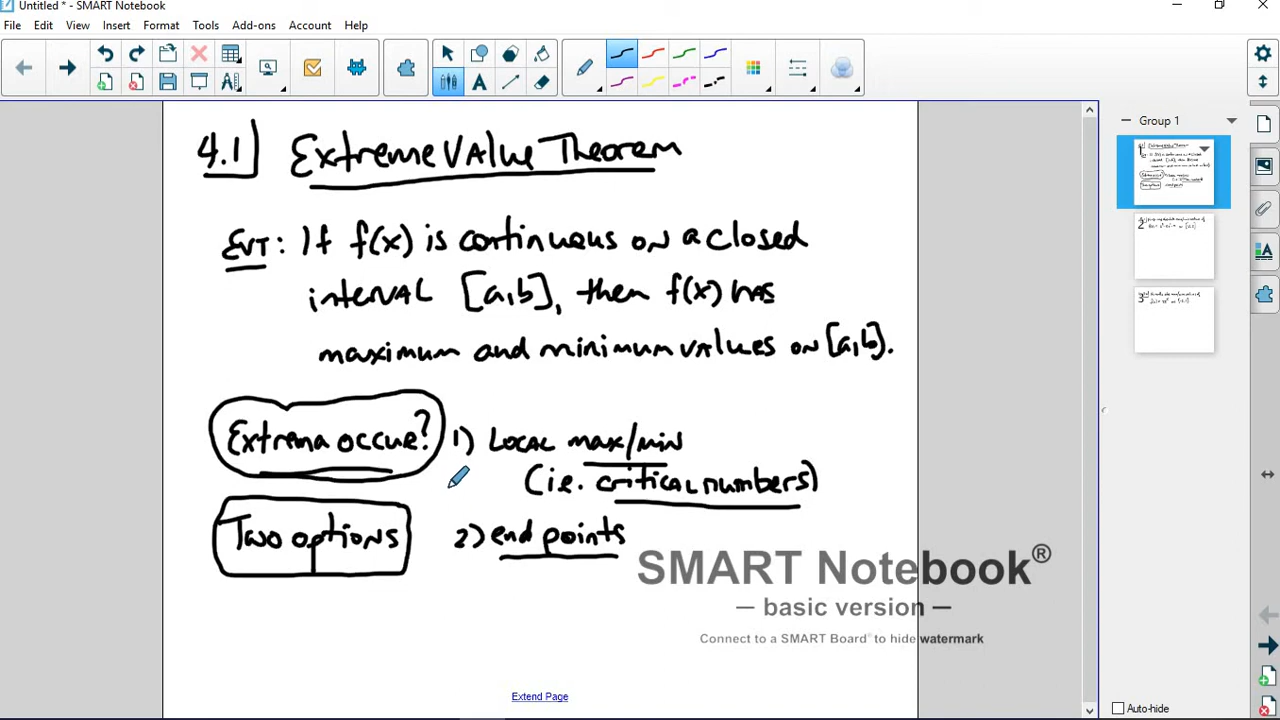 Untitled * - SMART Notebook
File Edit View Insert Format Tools Add-ons Account Help
4.1 Extreme Value Theorem
EVT: If f(x) is continuous on a closed
interval [a,b], then f(x) has
maximum and minimum values on [a,b].
Extrema occur? 1) Local max/min
(ie. critical numbers)
Two options 2) end points
SMART Notebook®
— basic version —
Connect to a SMART Board® to hide watermark
Extend Page
Group 1
2
3
Auto-hide